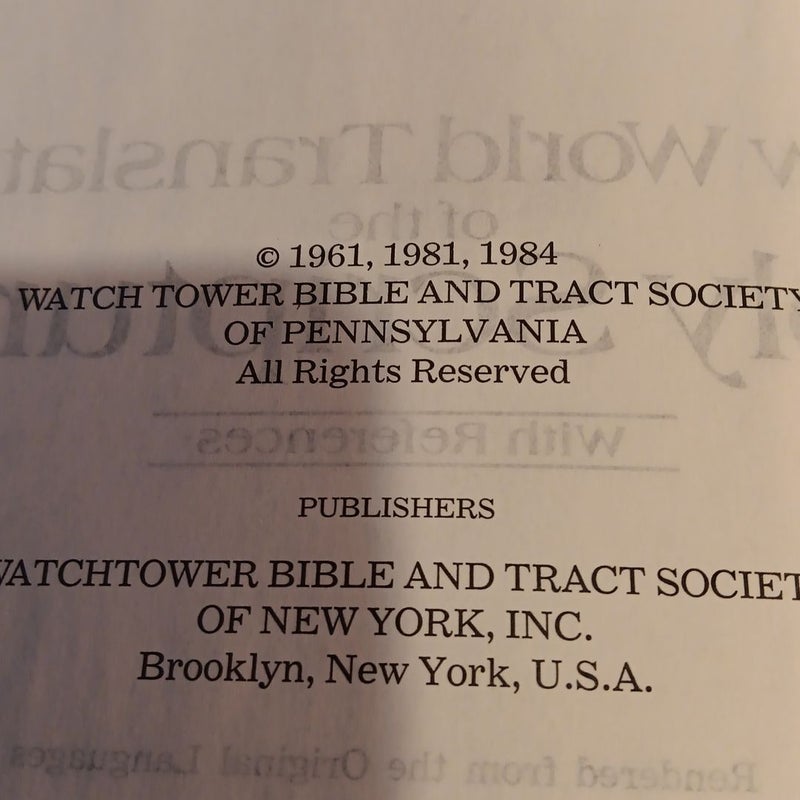 © 1961, 1981, 1984
WATCH TOWER BIBLE AND TRACT SOCIETY
OF PENNSYLVANIA
All Rights Reserved
PUBLISHERS
WATCHTOWER BIBLE AND TRACT SOCIET
OF NEW YORK, INC.
Brooklyn, New York, U.S.A.